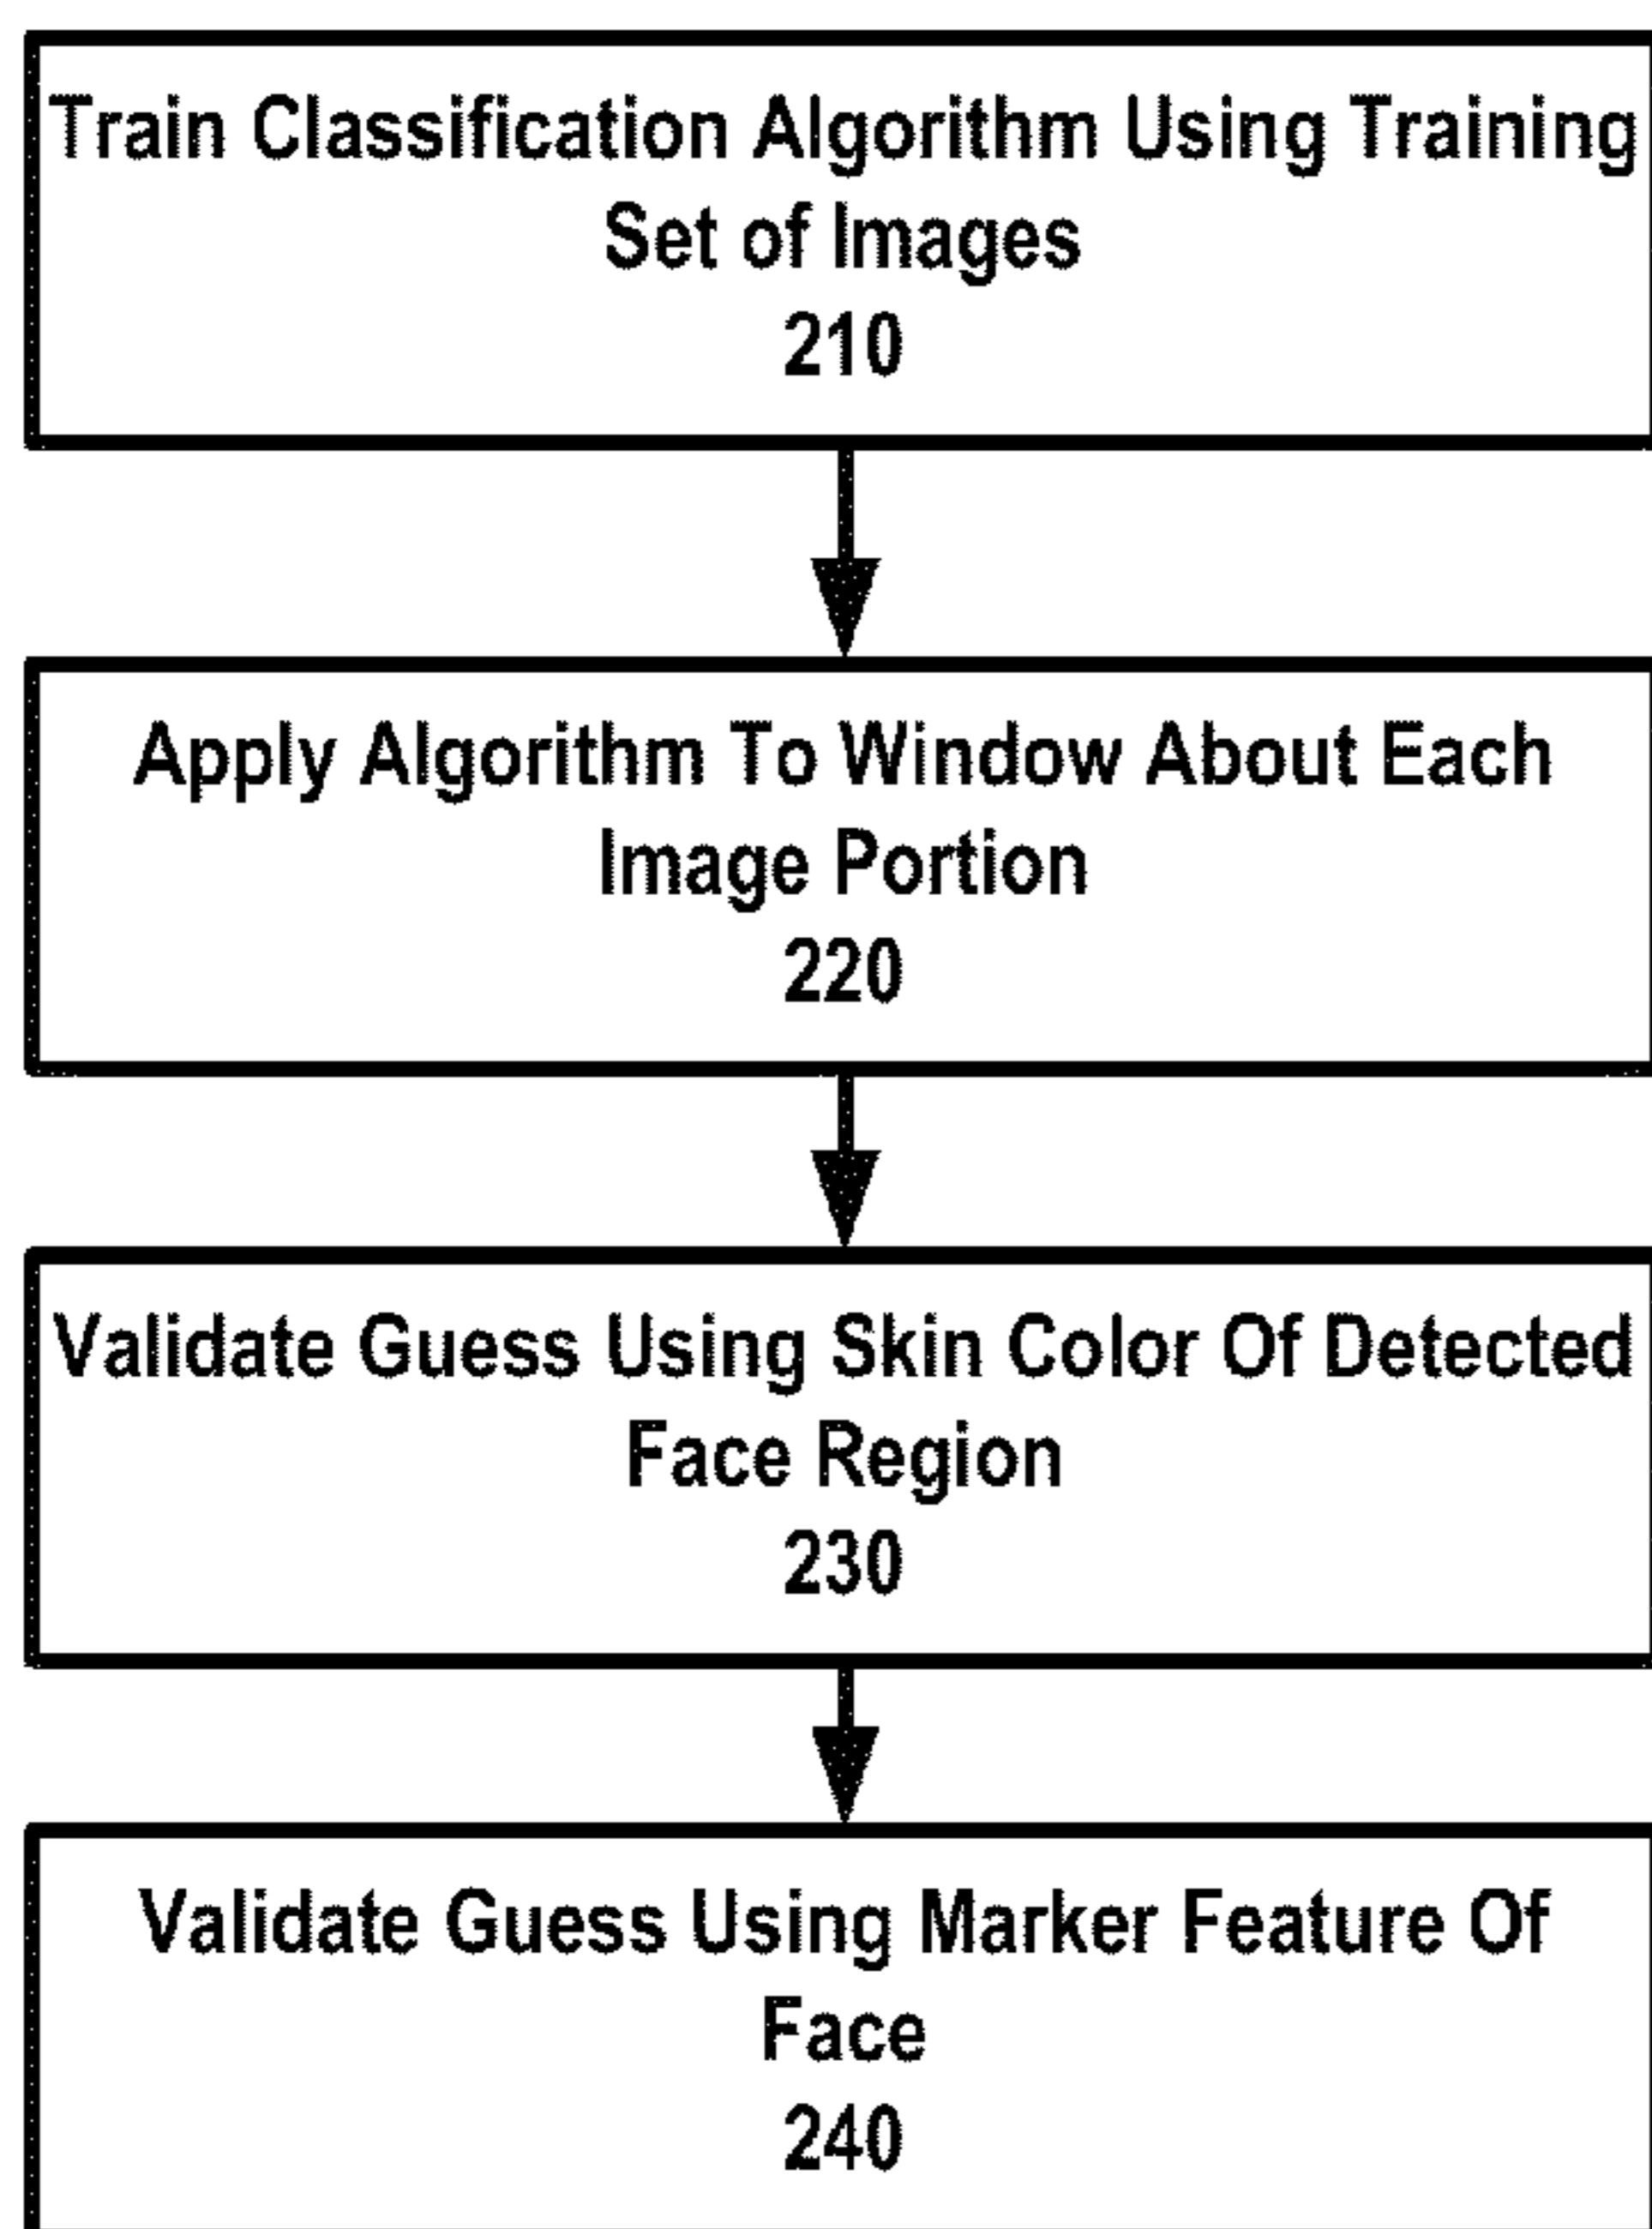 Train Classification Algorithm Using Training
Set of Images
210
Apply Algorithm To Window About Each
Image Portion
220
Validate Guess Using Skin Color Of Detected
Face Region
230
Validate Guess Using Marker Feature Of
Face
240